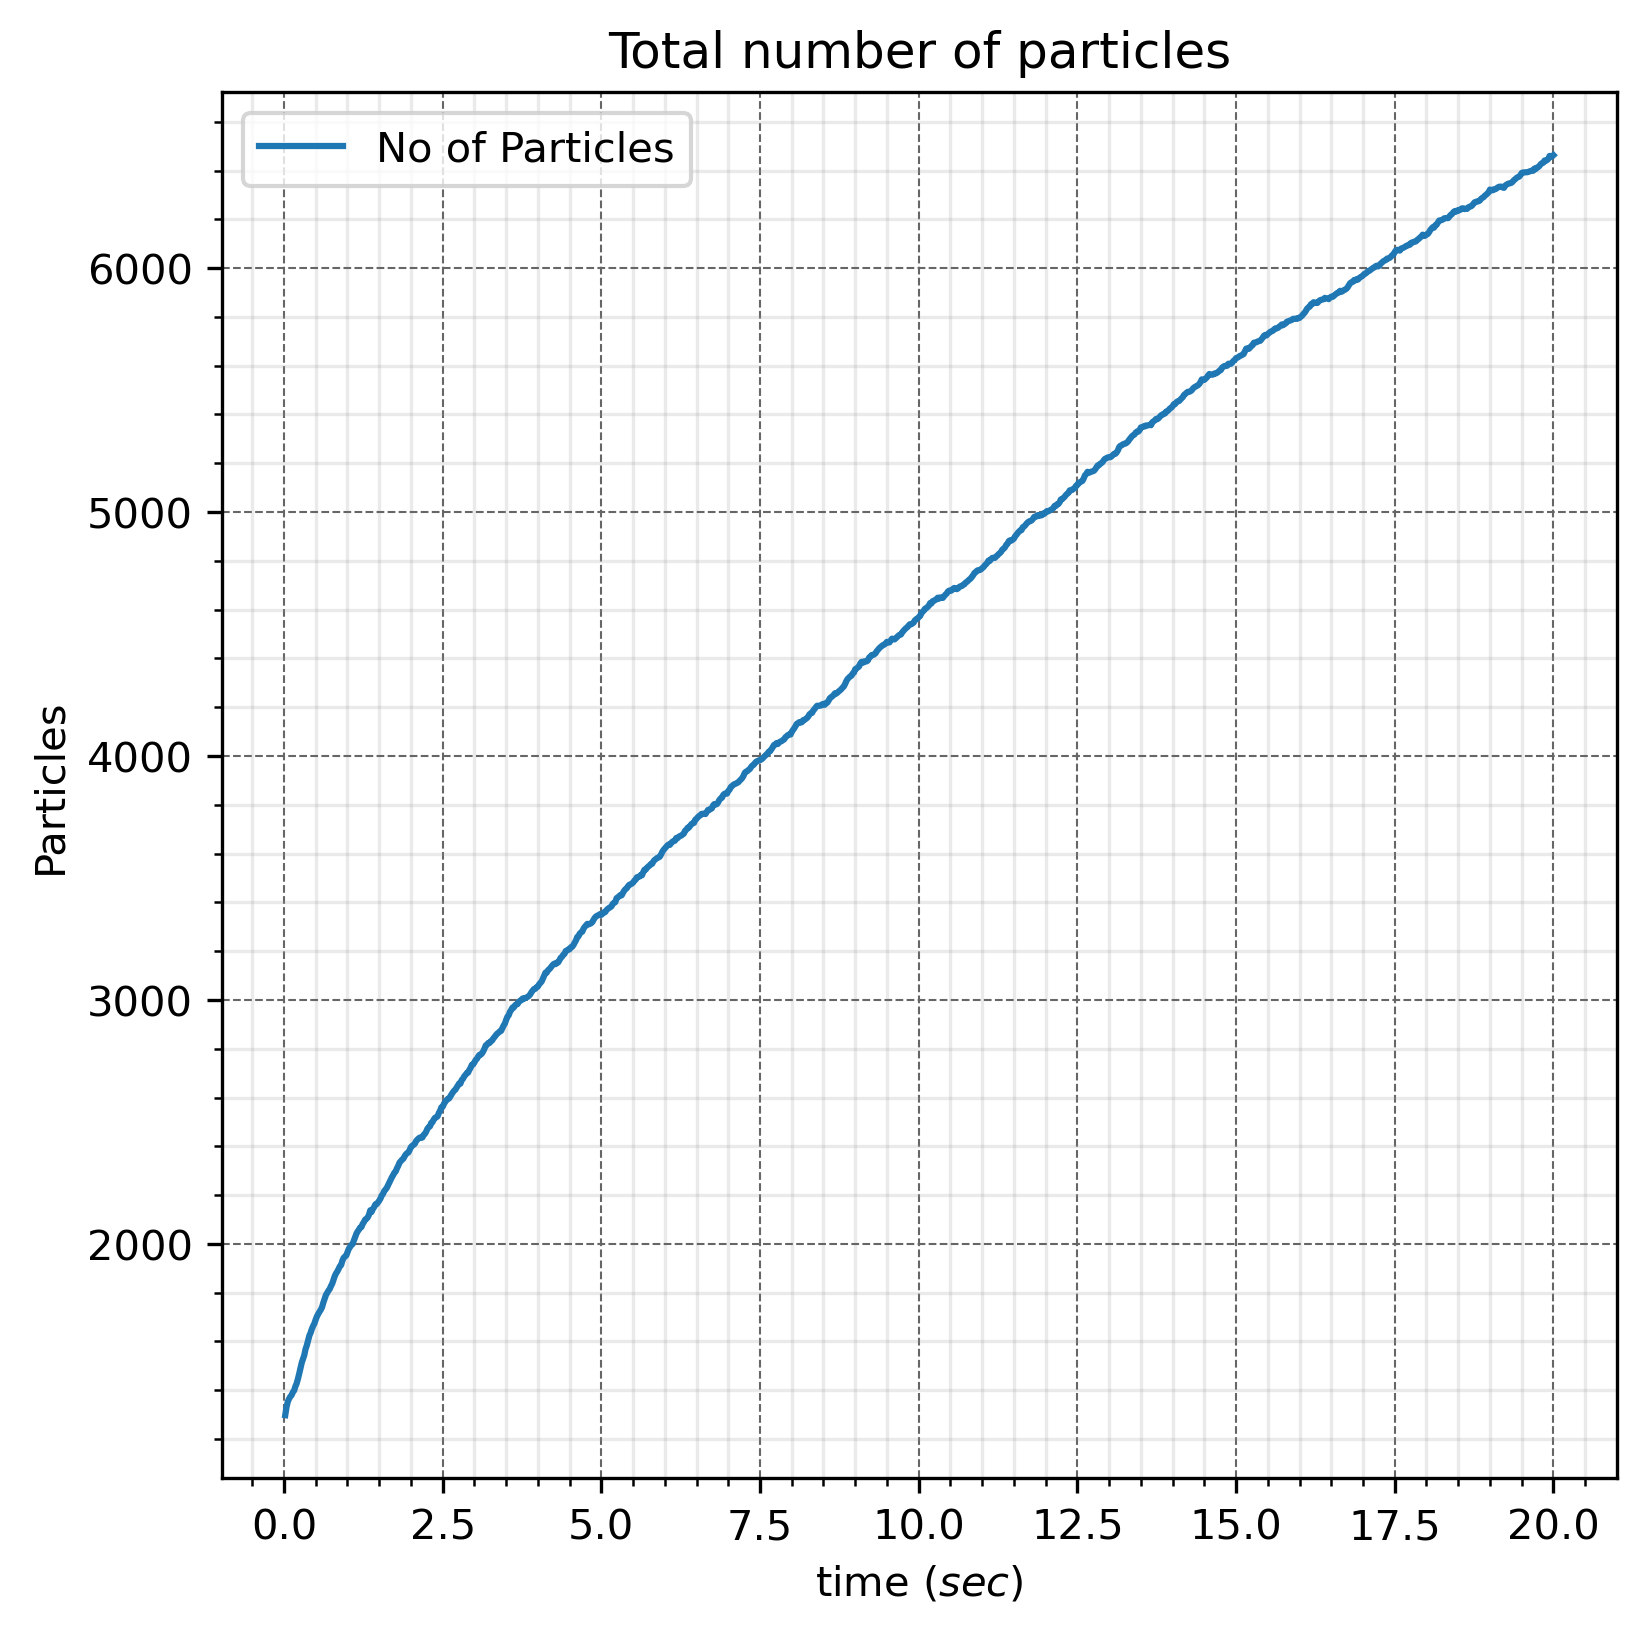 Total number of particles
No of Particles
Particles
6000
5000
4000
3000
2000
0.0 2.5 5.0 7.5 10.0 12.5 15.0 17.5 20.0
time (sec)